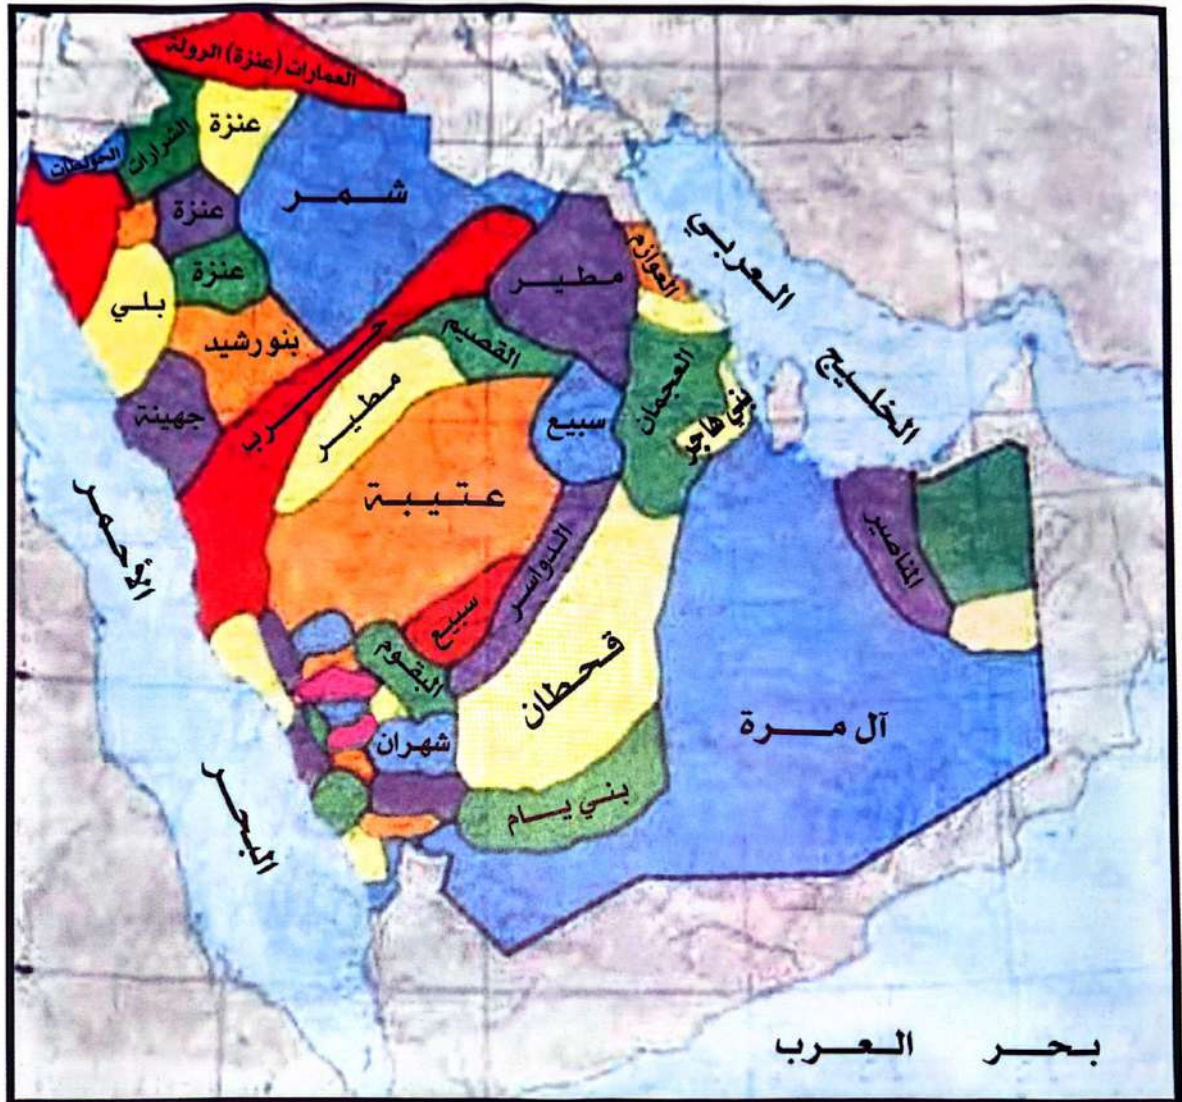 العمارات (عنزة) الرولة
عنزة
الشرارات
الحويطات
شمر
عنزة
عنزة
بلي
بنو رشيد
جهينة
حرب
مطير
القصيم
مطير
العوازم
العجمان
بني هاجر
سبيع
عتيبة
الدواسر
سبيع
البقوم
شهران
قحطان
بني يام
آل مرة
المناصير
الخليج
العربي
البحر
الأحمر
بحر العرب